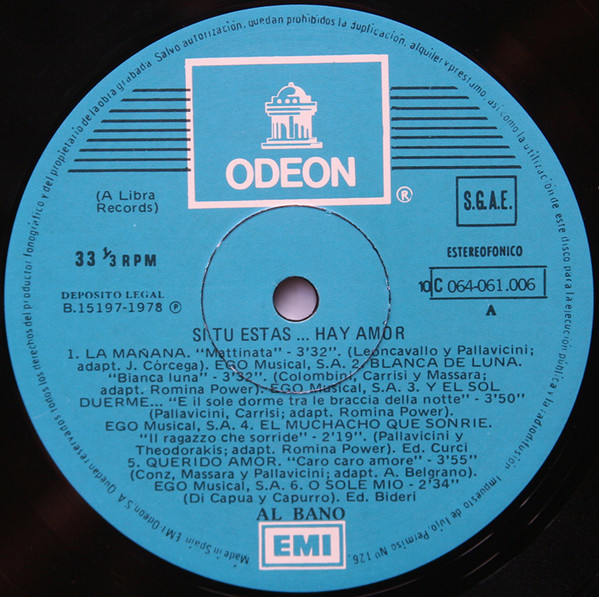 Quedan reservados todos los derechos del productor fonográfico y del propietario de la obra grabada. Salvo autorización, quedan prohibidos la duplicación, alquiler y prestamo, así como la utilización de este disco para la ejecución pública y la radiodifusión
ODEON
®
(A Libra
Records)
S.G.A.E.
33 1/3 RPM
ESTEREOFONICO
DEPOSITO LEGAL
B.15197-1978 Ⓟ
10C 064-061.006
A
SI TU ESTAS... HAY AMOR
1. LA MAÑANA. "Mattinata" - 3'32". (Leoncavallo y Pallavicini;
adapt. J. Córcega). EGO Musical, S.A. 2. BLANCA DE LUNA.
"Bianca luna" - 3'32". (Colombini, Carrisi y Massara;
adapt. Romina Power). EGO Musical, S.A. 3. Y EL SOL
DUERME... "E il sole dorme tra le braccia della notte" - 3'50"
(Pallavicini, Carrisi; adapt. Romina Power).
EGO Musical, S.A. 4. EL MUCHACHO QUE SONRIE.
"Il ragazzo che sorride" - 2'19". (Pallavicini y
Theodorakis; adapt. Romina Power). Ed. Curci
5. QUERIDO AMOR. "Caro caro amore" - 3'55"
(Conz, Massara y Pallavicini; adapt. A. Belgrano).
EGO Musical, S.A. 6. O SOLE MIO - 2'34"
(Di Capua y Capurro). Ed. Bideri
AL BANO
EMI
Made in Spain. EMI-Odeon, S.A.
Impuesto de lujo, Permiso Nº 126.